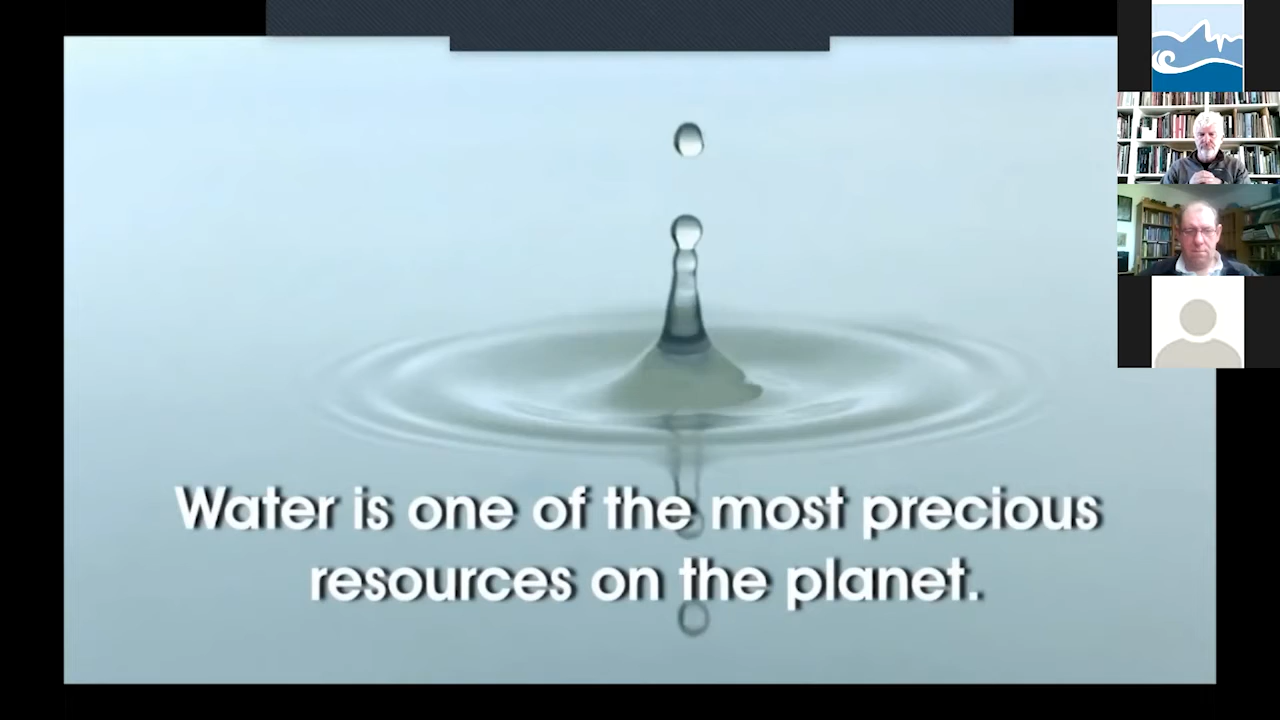 Water is one of the most precious
resources on the planet.